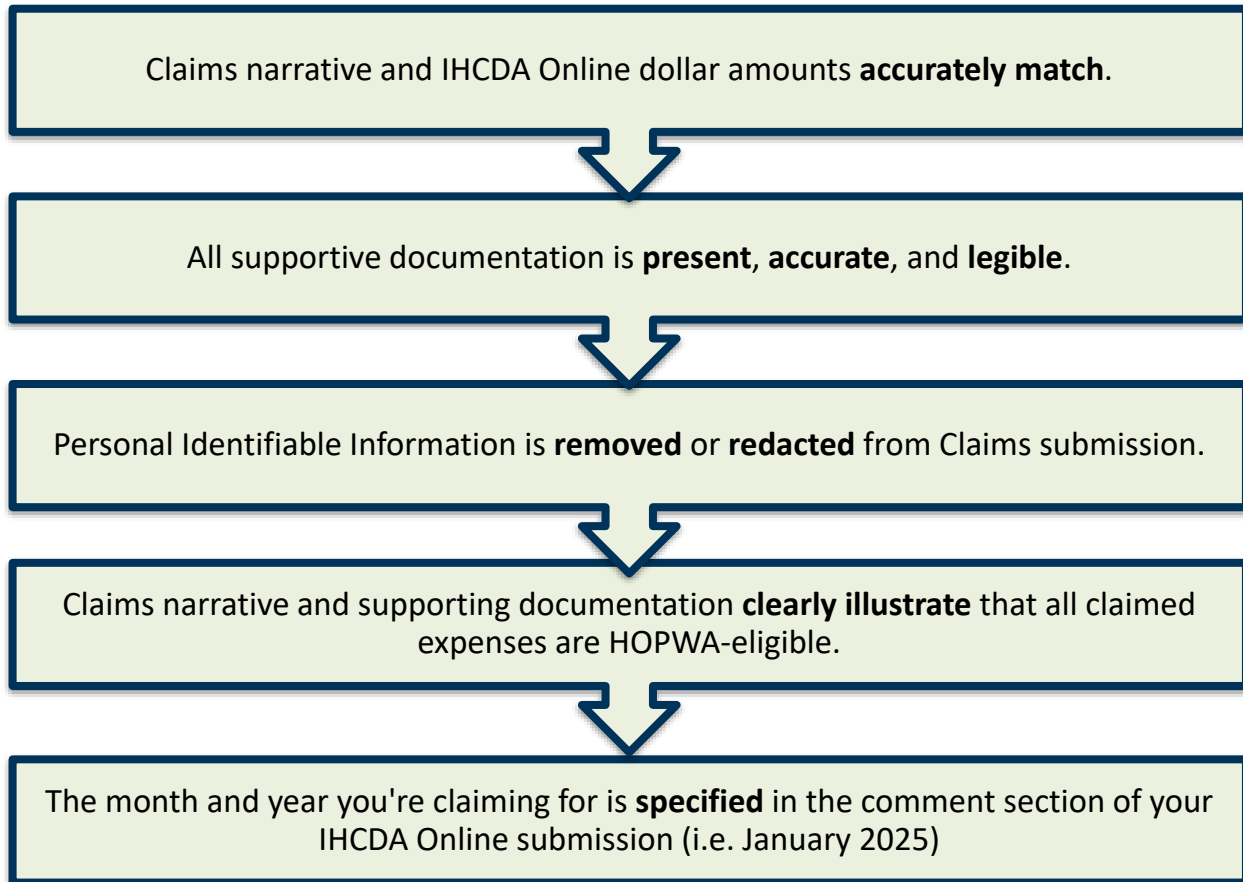 Claims narrative and IHCDA Online dollar amounts accurately match.
All supportive documentation is present, accurate, and legible.
Personal Identifiable Information is removed or redacted from Claims submission.
Claims narrative and supporting documentation clearly illustrate that all claimed
expenses are HOPWA-eligible.
The month and year you're claiming for is specified in the comment section of your
IHCDA Online submission (i.e. January 2025)